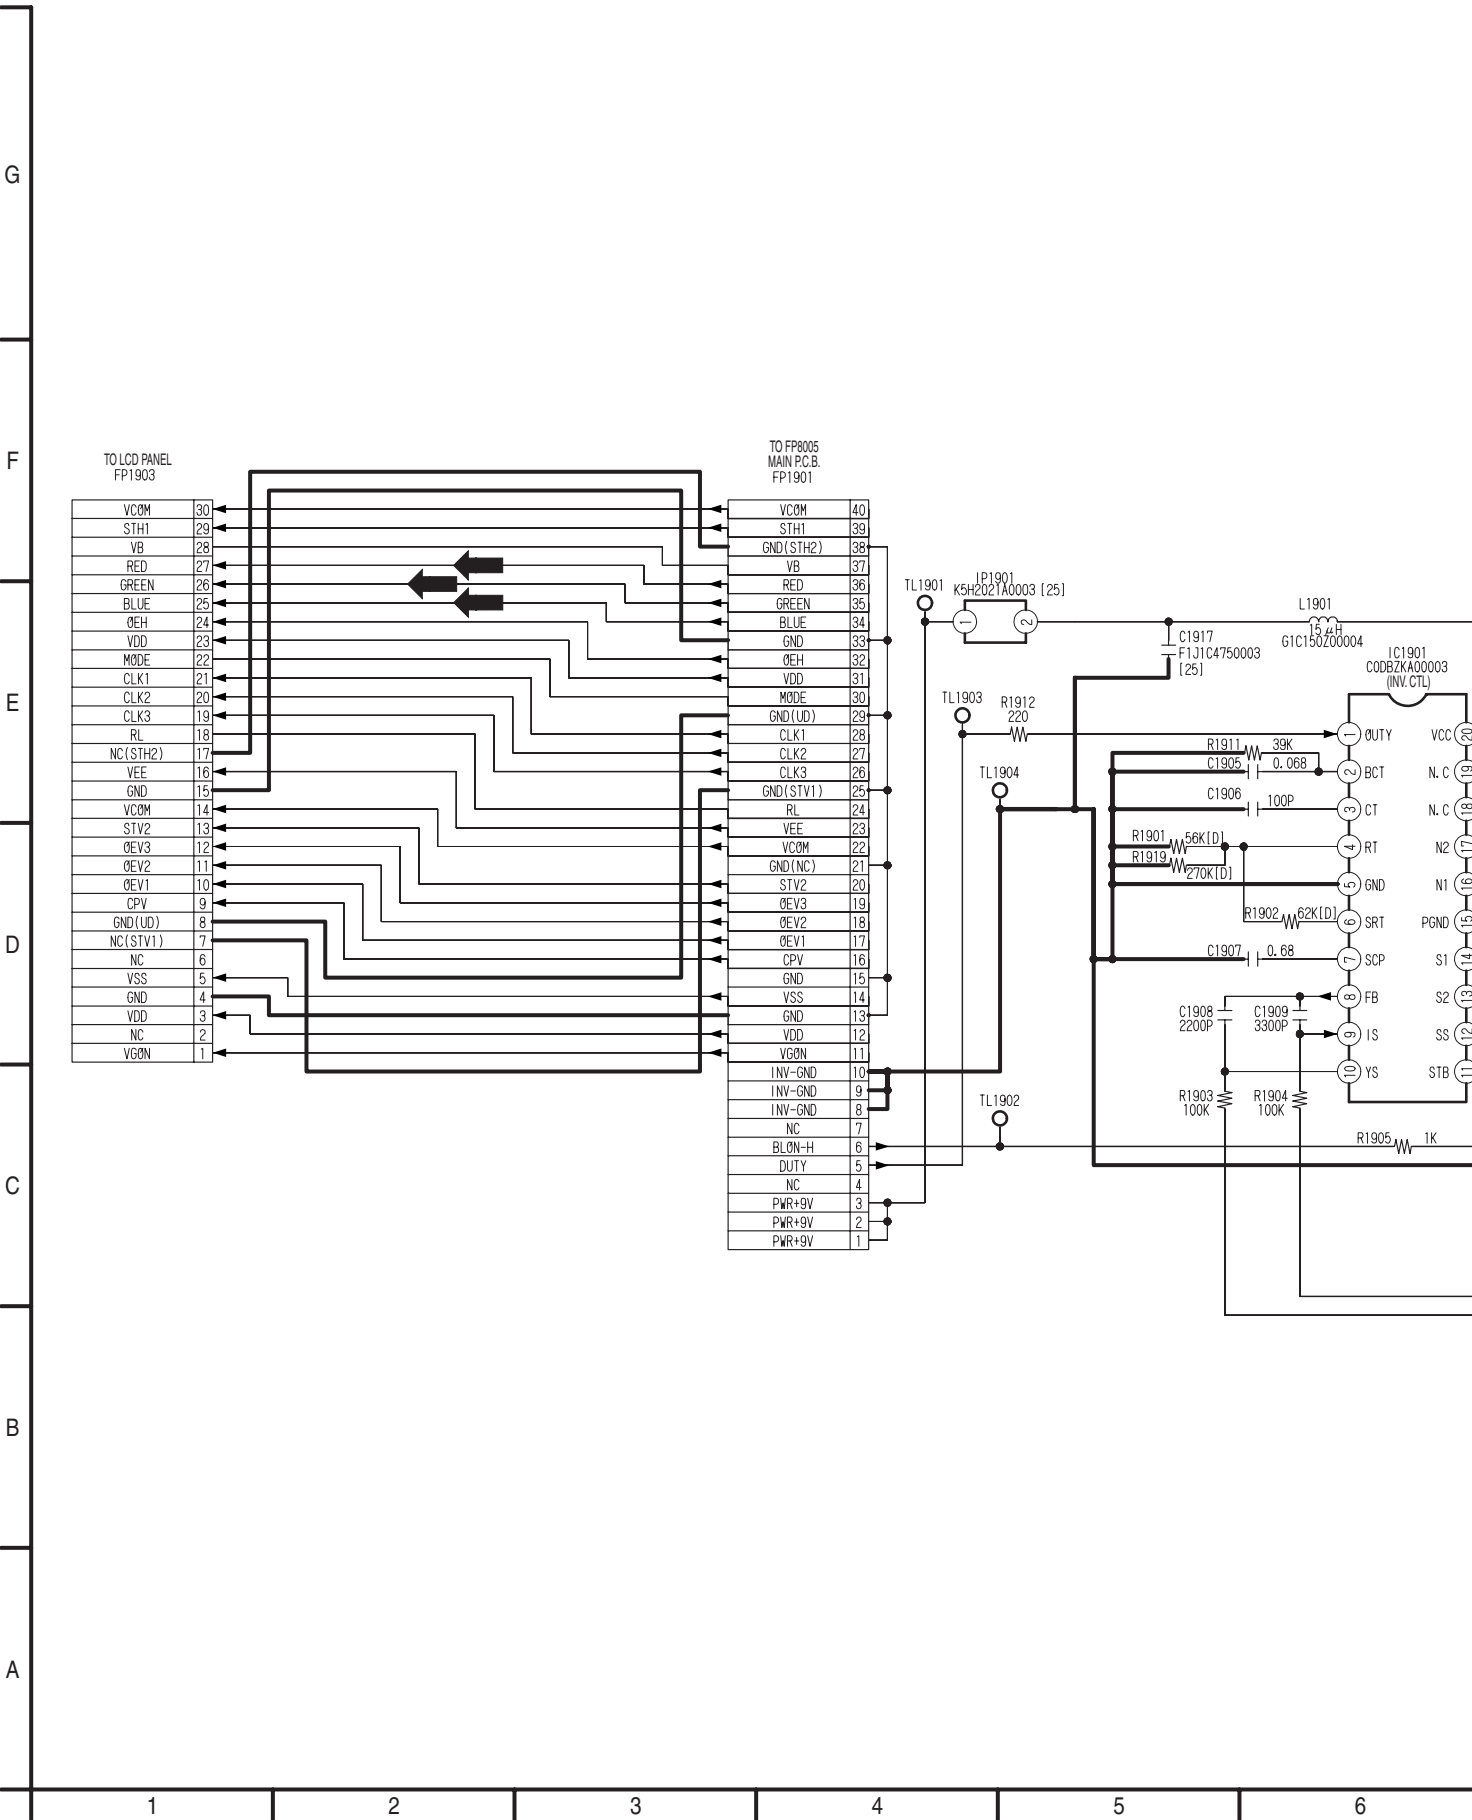 G
F
E
D
C
B
A
TO LCD PANEL
FP1903
VCØM 30
STH1 29
VB 28
RED 27
GREEN 26
BLUE 25
ØEH 24
VDD 23
MØDE 22
CLK1 21
CLK2 20
CLK3 19
RL 18
NC(STH2) 17
VEE 16
GND 15
VCØM 14
STV2 13
ØEV3 12
ØEV2 11
ØEV1 10
CPV 9
GND(UD) 8
NC(STV1) 7
NC 6
VSS 5
GND 4
VDD 3
NC 2
VGØN 1
TO FP8005
MAIN P.C.B.
FP1901
VCØM 40
STH1 39
GND(STH2) 38
VB 37
RED 36
GREEN 35
BLUE 34
GND 33
ØEH 32
VDD 31
MØDE 30
GND(UD) 29
CLK1 28
CLK2 27
CLK3 26
GND(STV1) 25
RL 24
VEE 23
VCØM 22
GND(NC) 21
STV2 20
ØEV3 19
ØEV2 18
ØEV1 17
CPV 16
GND 15
VSS 14
GND 13
VDD 12
VGØN 11
INV-GND 10
INV-GND 9
INV-GND 8
NC 7
BLØN-H 6
DUTY 5
NC 4
PWR+9V 3
PWR+9V 2
PWR+9V 1
TL1901
IP1901
K5H2021A0003 [25]
1 2
C1917
F1J1C4750003
[25]
L1901
15μH
G1C150Z00004
TL1903
R1912
220
TL1904
TL1902
IC1901
C0DBZKA00003
(INV. CTL)
1 ØUTY VCC 20
2 BCT N.C 19
3 CT N.C 18
4 RT N2 17
5 GND N1 16
6 SRT PGND 15
7 SCP S1 14
8 FB S2 13
9 IS SS 12
10 YS STB 11
R1911 39K
C1905 0.068
C1906 100P
R1901 56K[D]
R1919 270K[D]
R1902 62K[D]
C1907 0.68
C1908
2200P
C1909
3300P
R1903
100K
R1904
100K
R1905 1K
1 2 3 4 5 6